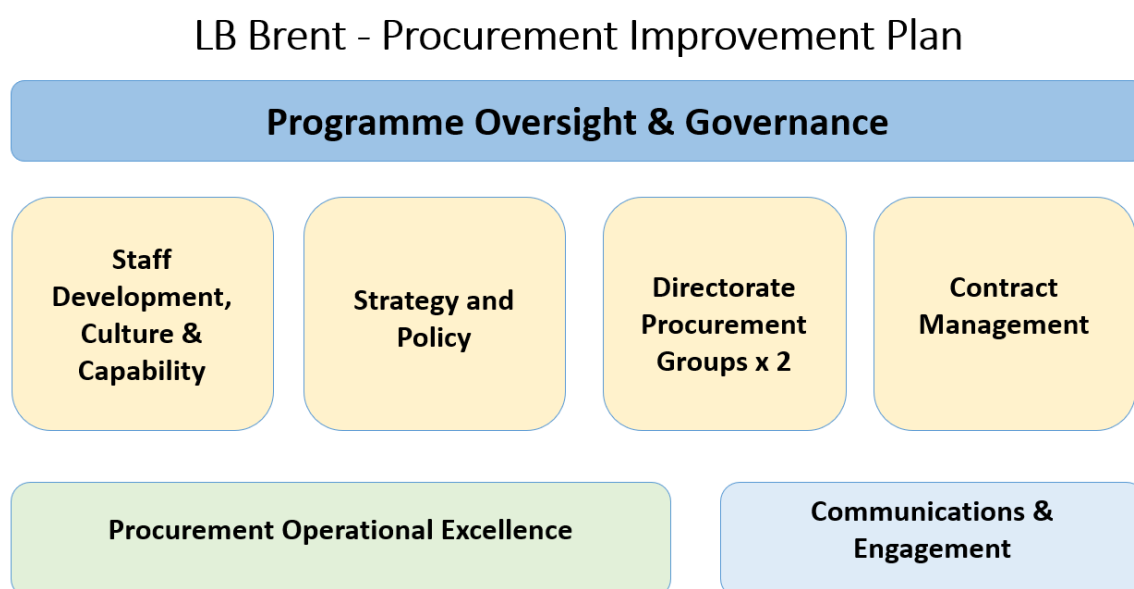 LB Brent - Procurement Improvement Plan
Programme Oversight & Governance
Staff
Development,
Culture &
Capability
Strategy and
Policy
Directorate
Procurement
Groups x 2
Contract
Management
Procurement Operational Excellence
Communications &
Engagement